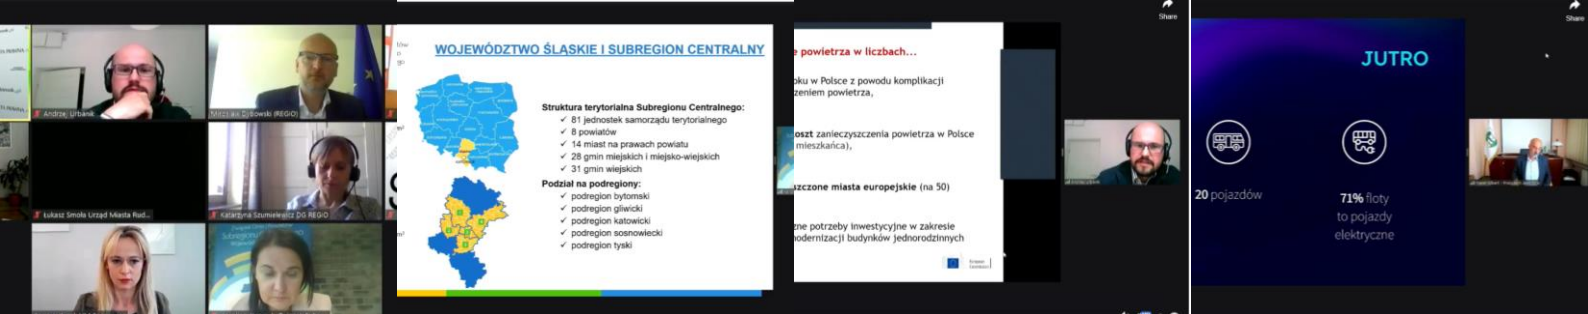 Andrzej Urbanik
Mirosław Dybowski (REGIO)
Łukasz Smoła Urząd Miasta Rud...
Katarzyna Szumielewicz DG REGIO
WOJEWÓDZTWO ŚLĄSKIE I SUBREGION CENTRALNY
Struktura terytorialna Subregionu Centralnego:
✓ 81 jednostek samorządu terytorialnego
✓ 8 powiatów
✓ 14 miast na prawach powiatu
✓ 28 gmin miejskich i miejsko-wiejskich
✓ 31 gmin wiejskich
Podział na podregiony:
✓ podregion bytomski
✓ podregion gliwicki
✓ podregion katowicki
✓ podregion sosnowiecki
✓ podregion tyski
Share
e powietrza w liczbach...
oku w Polsce z powodu komplikacji
zeniem powietrza,
oszt zanieczyszczenia powietrza w Polsce
mieszkańca),
szczone miasta europejskie (na 50)
zne potrzeby inwestycyjne w zakresie
modernizacji budynków jednorodzinnych
Share
JUTRO
20 pojazdów
71% floty
to pojazdy
elektryczne